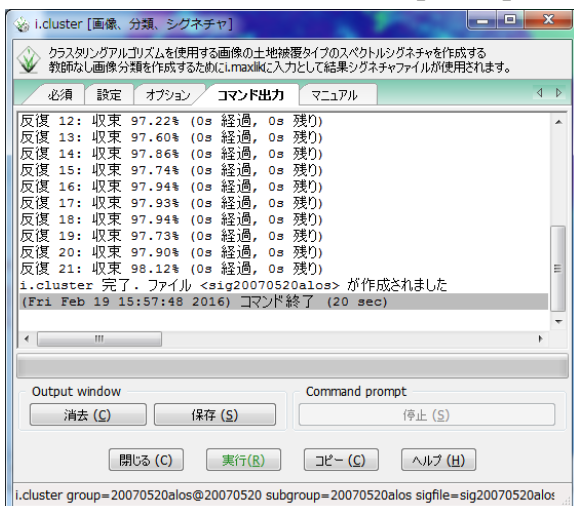 i.cluster [画像、分類、シグネチャ]
クラスタリングアルゴリズムを使用する画像の土地被覆タイプのスペクトルシグネチャを作成する
教師なし画像分類を作成するためにi.maxlikに入力として結果シグネチャファイルが使用されます。
必須 設定 オプション コマンド出力 マニュアル
反復 12: 収束 97.22% (0s 経過, 0s 残り)
反復 13: 収束 97.60% (0s 経過, 0s 残り)
反復 14: 収束 97.86% (0s 経過, 0s 残り)
反復 15: 収束 97.74% (0s 経過, 0s 残り)
反復 16: 収束 97.94% (0s 経過, 0s 残り)
反復 17: 収束 97.93% (0s 経過, 0s 残り)
反復 18: 収束 97.94% (0s 経過, 0s 残り)
反復 19: 収束 97.73% (0s 経過, 0s 残り)
反復 20: 収束 97.90% (0s 経過, 0s 残り)
反復 21: 収束 98.12% (0s 経過, 0s 残り)
i.cluster 完了. ファイル <sig20070520alos> が作成されました
(Fri Feb 19 15:57:48 2016) コマンド終了 (20 sec)
Output window Command prompt
消去 (C) 保存 (S) 停止 (S)
閉じる (C) 実行(R) コピー (C) ヘルプ (H)
i.cluster group=20070520alos@20070520 subgroup=20070520alos sigfile=sig20070520alos